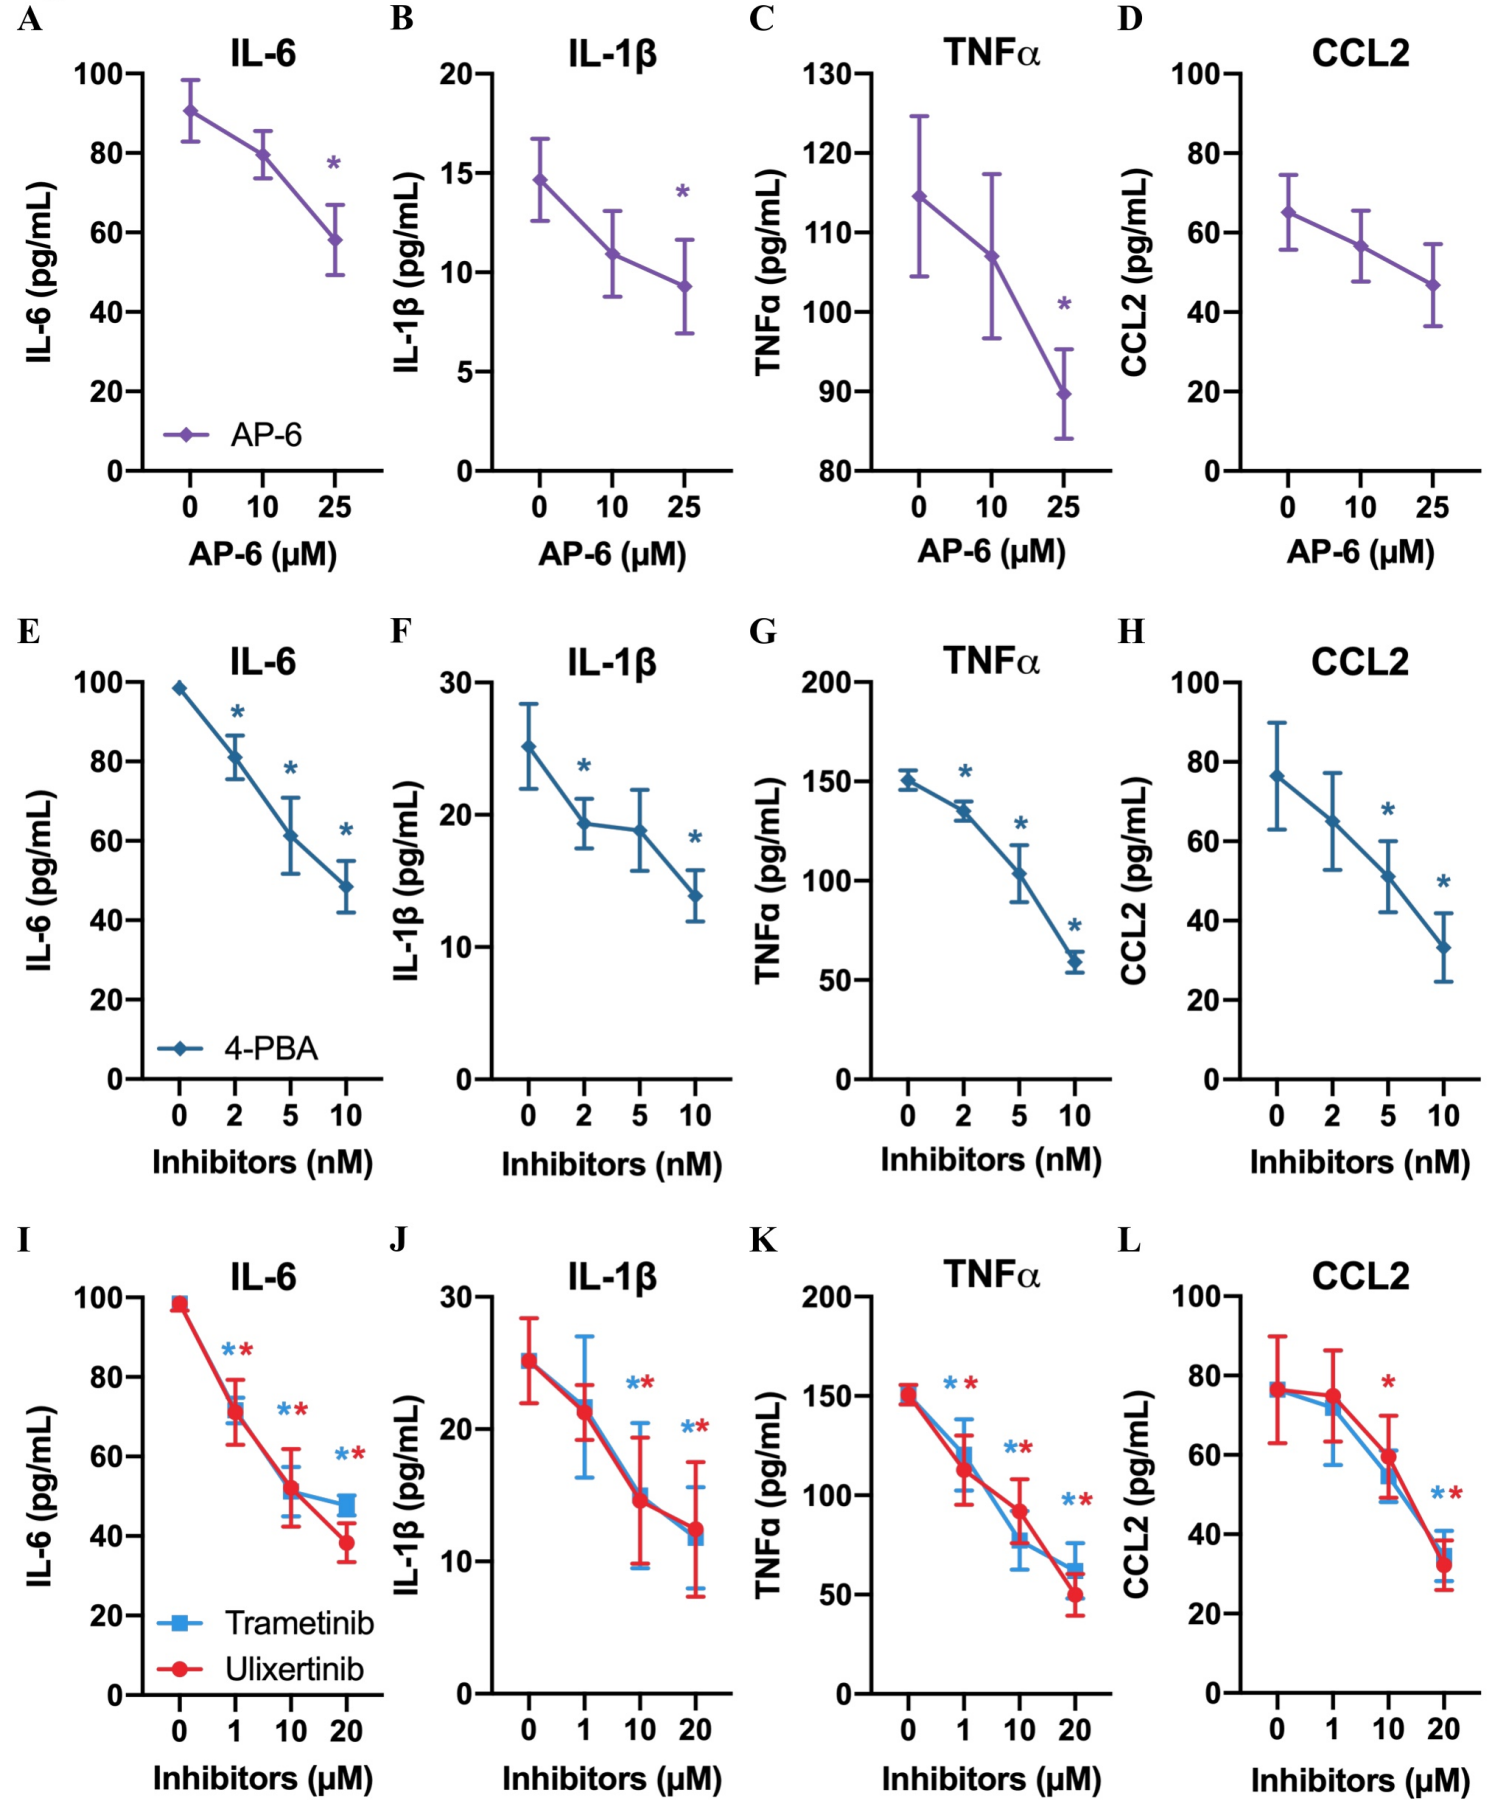 A
IL-6
100
80
60
40
20
0
IL-6 (pg/mL)
*
AP-6
0 10 25
AP-6 (µM)
B
IL-1β
20
15
10
5
0
IL-1β (pg/mL)
*
0 10 25
AP-6 (µM)
C
TNFα
130
120
110
100
90
80
TNFα (pg/mL)
*
0 10 25
AP-6 (µM)
D
CCL2
100
80
60
40
20
0
CCL2 (pg/mL)
0 10 25
AP-6 (µM)
E
IL-6
100
80
60
40
20
0
IL-6 (pg/mL)
* * *
4-PBA
0 2 5 10
Inhibitors (nM)
F
IL-1β
30
20
10
0
IL-1β (pg/mL)
* *
0 2 5 10
Inhibitors (nM)
G
TNFα
200
150
100
50
0
TNFα (pg/mL)
* * *
0 2 5 10
Inhibitors (nM)
H
CCL2
100
80
60
40
20
0
CCL2 (pg/mL)
* *
0 2 5 10
Inhibitors (nM)
I
IL-6
100
80
60
40
20
0
IL-6 (pg/mL)
** ** **
Trametinib
Ulixertinib
0 1 10 20
Inhibitors (µM)
J
IL-1β
30
20
10
0
IL-1β (pg/mL)
** **
0 1 10 20
Inhibitors (µM)
K
TNFα
200
150
100
50
0
TNFα (pg/mL)
** ** **
0 1 10 20
Inhibitors (µM)
L
CCL2
100
80
60
40
20
0
CCL2 (pg/mL)
* **
0 1 10 20
Inhibitors (µM)